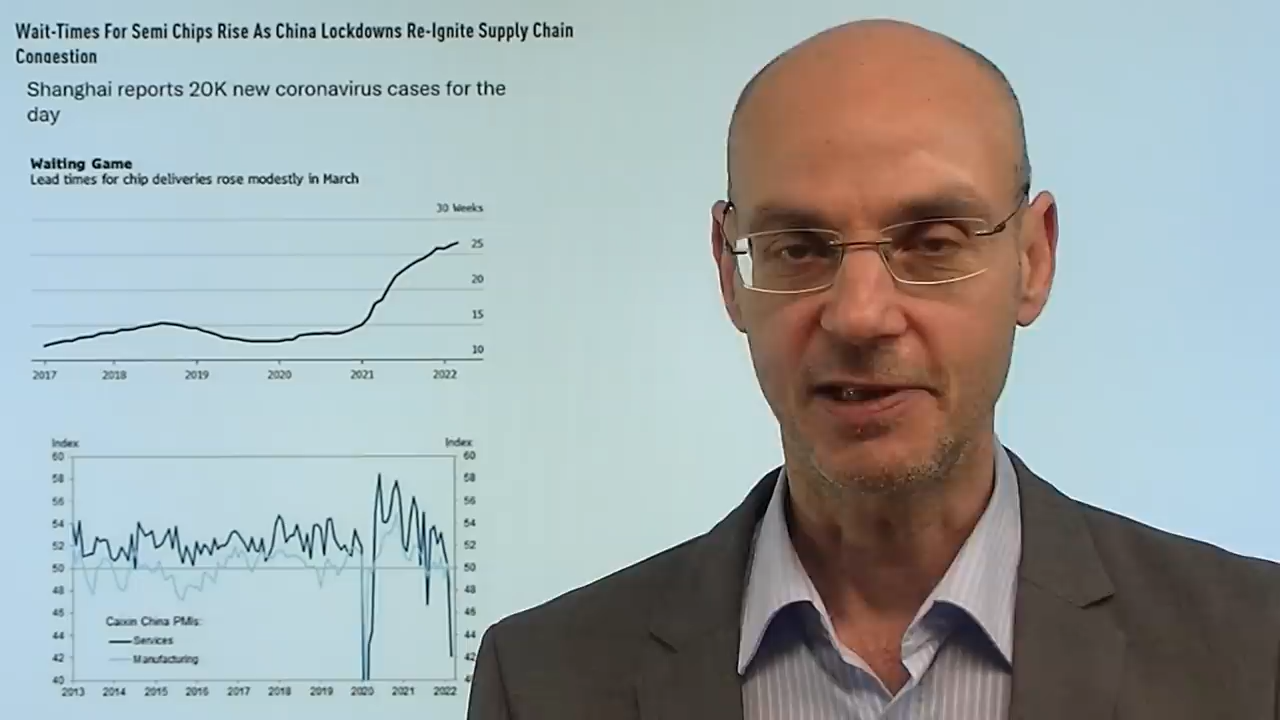 Wait-Times For Semi Chips Rise As China Lockdowns Re-Ignite Supply Chain
Congestion
Shanghai reports 20K new coronavirus cases for the
day
Waiting Game
Lead times for chip deliveries rose modestly in March
30 Weeks
25
20
15
10
2017 2018 2019 2020 2021 2022
Index Index
60 60
58 58
56 56
54 54
52 52
50 50
48 48
46 46
44 44
42 42
40 4
Caixin China PMIs:
Services
Manufacturing
2013 2014 2015 2016 2017 2018 2019 2020 2021 2022